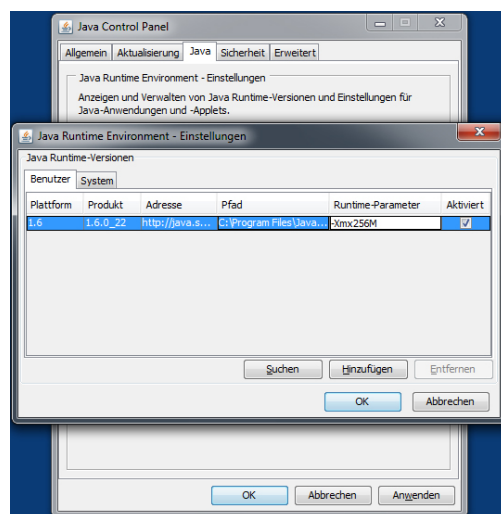 Java Control Panel
Allgemein Aktualisierung Java Sicherheit Erweitert
Java Runtime Environment - Einstellungen
Anzeigen und Verwalten von Java Runtime-Versionen und Einstellungen für
Java-Anwendungen und -Applets.
Java Runtime Environment - Einstellungen
Java Runtime-Versionen
Benutzer System
Plattform Produkt Adresse Pfad Runtime-Parameter Aktiviert
1.6 1.6.0_22 http://java.s... C:\Program Files\Java... -Xmx256M
Suchen Hinzufügen Entfernen
OK Abbrechen
OK Abbrechen Anwenden